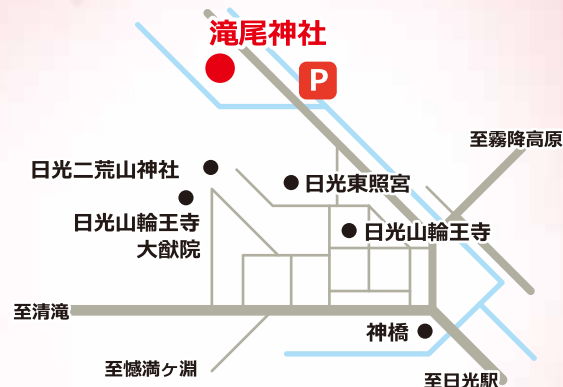 滝尾神社
P
至霧降高原
日光二荒山神社
日光東照宮
日光山輪王寺
大猷院
日光山輪王寺
至清滝
神橋
至憾満ヶ淵
至日光駅